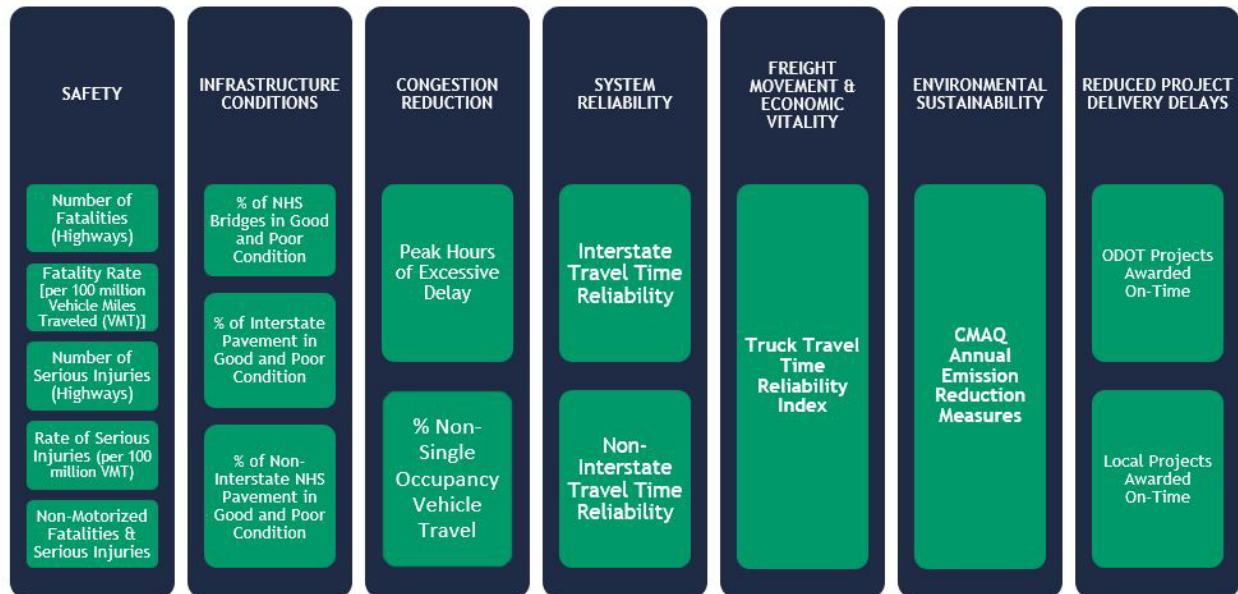 SAFETY
Number of
Fatalities
(Highways)
Fatality Rate
[per 100 million
Vehicle Miles
Traveled (VMT)]
Number of
Serious Injuries
(Highways)
Rate of Serious
Injuries (per 100
million VMT)
Non-Motorized
Fatalities &
Serious Injuries
INFRASTRUCTURE
CONDITIONS
% of NHS
Bridges in Good
and Poor
Condition
% of Interstate
Pavement in
Good and Poor
Condition
% of Non-
Interstate NHS
Pavement in
Good and Poor
Condition
CONGESTION
REDUCTION
Peak Hours
of Excessive
Delay
% Non-
Single
Occupancy
Vehicle
Travel
SYSTEM
RELIABILITY
Interstate
Travel Time
Reliability
Non-
Interstate
Travel Time
Reliability
FREIGHT
MOVEMENT &
ECONOMIC
VITALITY
Truck Travel
Time
Reliability
Index
ENVIRONMENTAL
SUSTAINABILITY
CMAQ
Annual
Emission
Reduction
Measures
REDUCED PROJECT
DELIVERY DELAYS
ODOT Projects
Awarded
On-Time
Local Projects
Awarded
On-Time